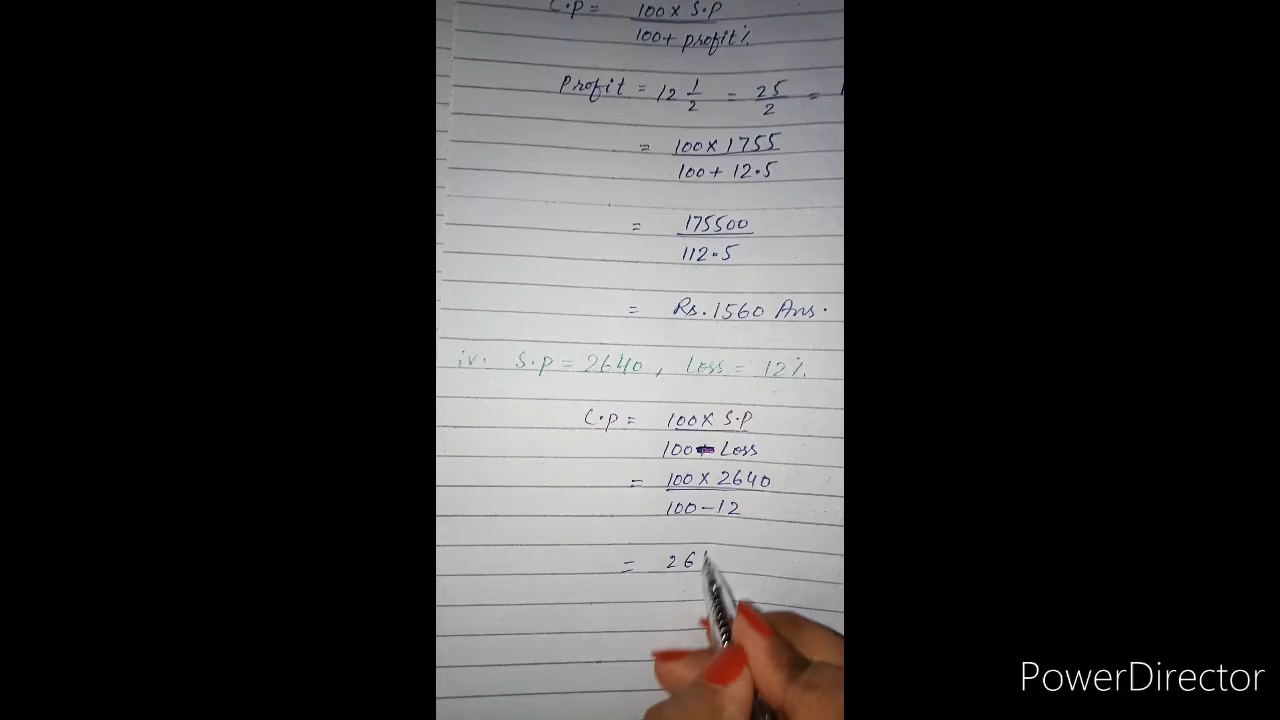 C.P = 100 x S.P
100+ profit%
Profit = 12 1/2 = 25/2 =
= 100 x 1755
100 + 12.5
= 175500
112.5
= Rs. 1560 Ans.
iv. S.P = 2640, Loss = 12%
C.P = 100 x S.P
100 - Loss
= 100 x 2640
100 - 12
= 26
PowerDirector